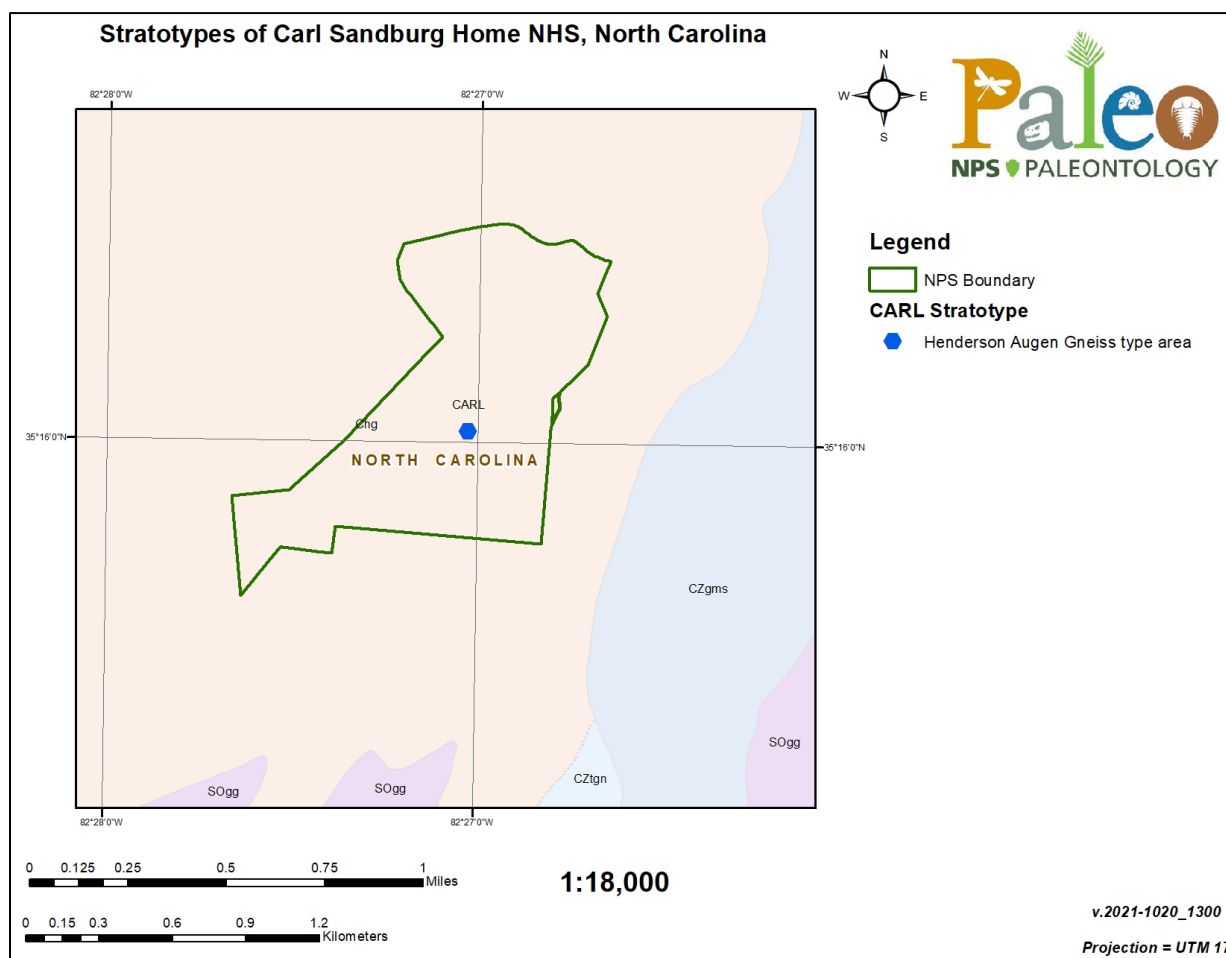 Stratotypes of Carl Sandburg Home NHS, North Carolina
N
W E
S
Paleo
NPS PALEONTOLOGY
82°28'0"W 82°27'0"W
Legend
NPS Boundary
CARL Stratotype
Henderson Augen Gneiss type area
CARL
Chg
35°16'0"N 35°16'0"N
NORTH CAROLINA
CZgms
SOgg
CZtgn
SOgg SOgg
82°28'0"W 82°27'0"W
0 0.125 0.25 0.5 0.75 1
Miles
1:18,000
0 0.15 0.3 0.6 0.9 1.2
Kilometers
v.2021-1020_1300
Projection = UTM 17